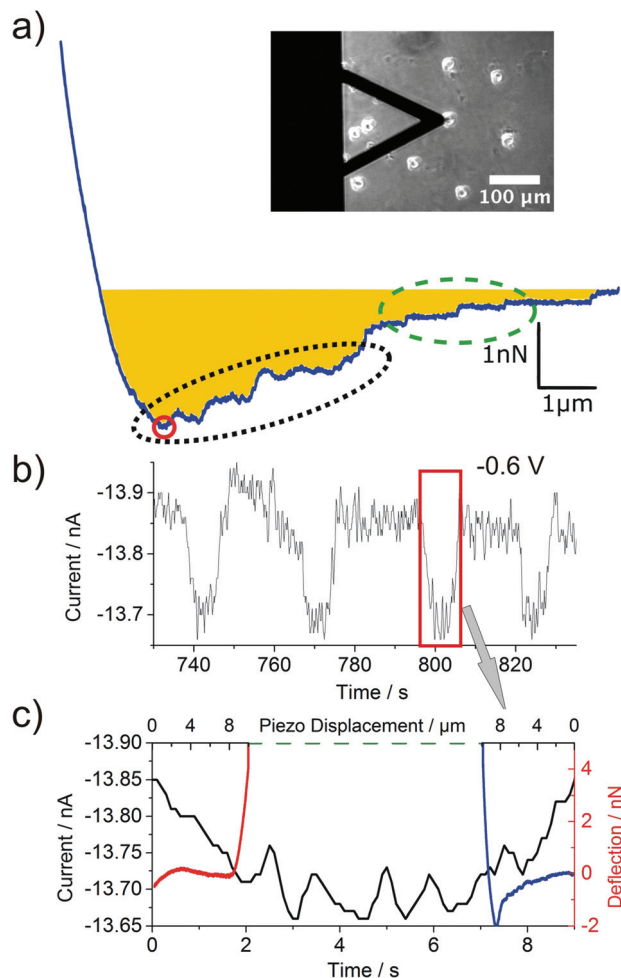 a)
100 µm
1nN
1µm
b)
-0.6 V
-13.9
-13.8
-13.7
Current / nA
740 760 780 800 820
Time / s
c)
0 4 8 Piezo Displacement / µm 8 4 0
-13.90
-13.85
-13.80
-13.75
-13.70
-13.65
Current / nA
4
2
0
-2
Deflection / nN
0 2 4 6 8
Time / s